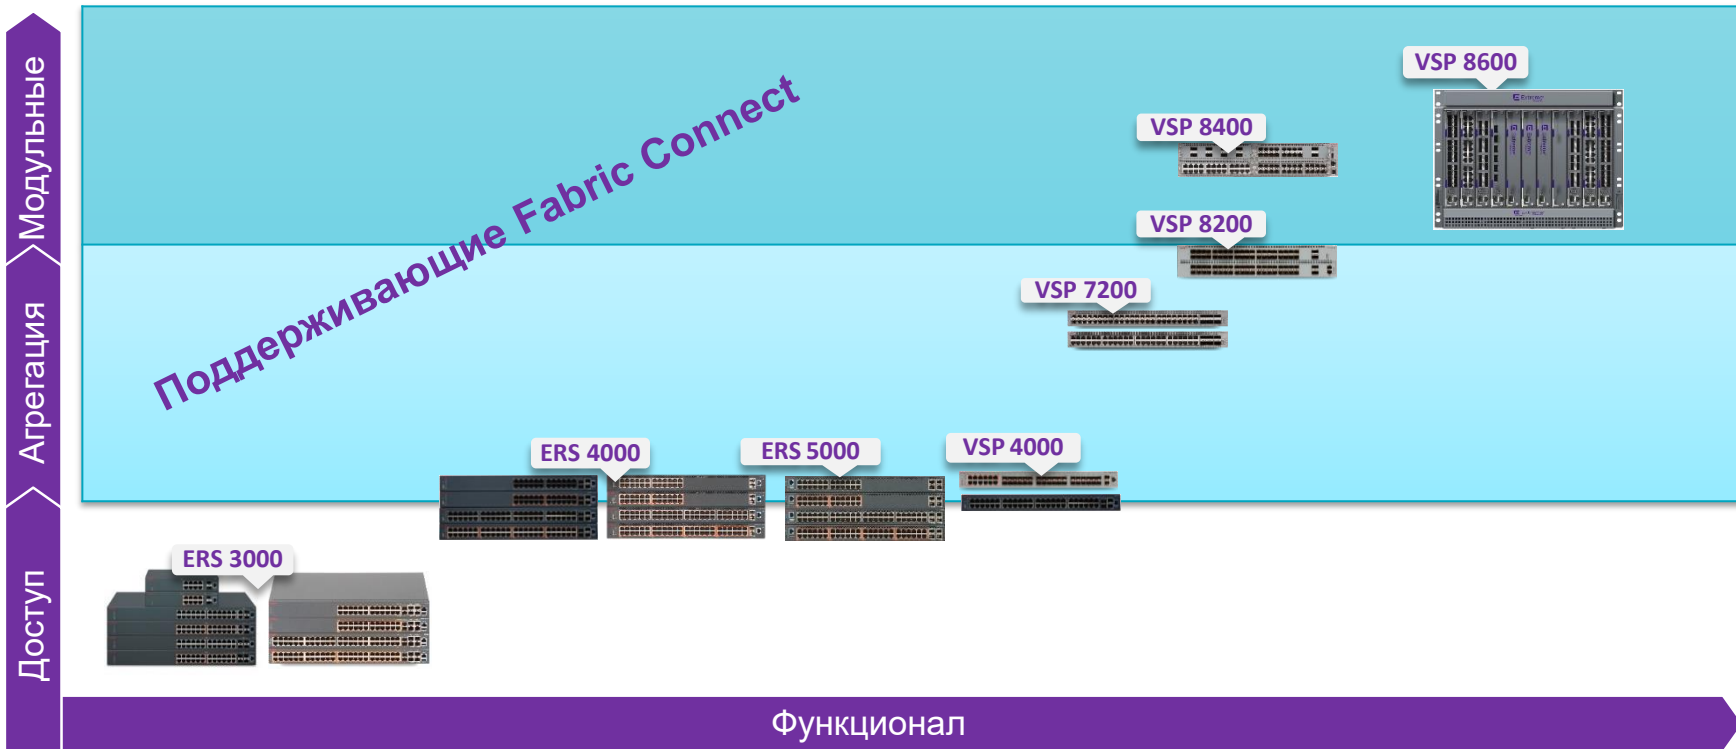 Модульные
Агрегация
Доступ
Поддерживающие Fabric Connect
VSP 8600
Extreme
VSP 8400
VSP 8200
VSP 7200
ERS 4000
ERS 5000
VSP 4000
ERS 3000
Функционал